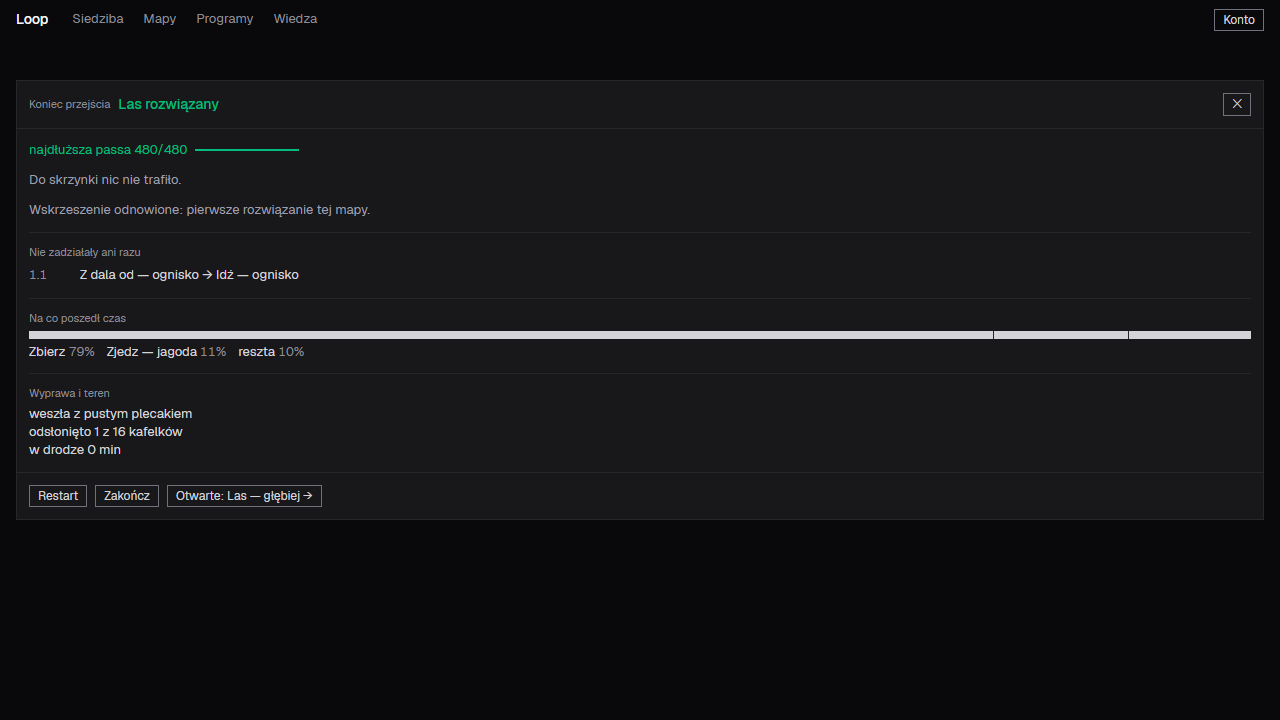 Loop Siedziba Mapy Programy Wiedza Konto
Koniec przejścia Las rozwiązany
najdłuższa passa 480/480
Do skrzynki nic nie trafiło.
Wskrzeszenie odnowione: pierwsze rozwiązanie tej mapy.
Nie zadziałały ani razu
1.1 Z dala od — ognisko → Idź — ognisko
Na co poszedł czas
Zbierz 79% Zjedz — jagoda 11% reszta 10%
Wyprawa i teren
weszła z pustym plecakiem
odsłonięto 1 z 16 kafelków
w drodze 0 min
Restart Zakończ Otwarte: Las — głębiej →